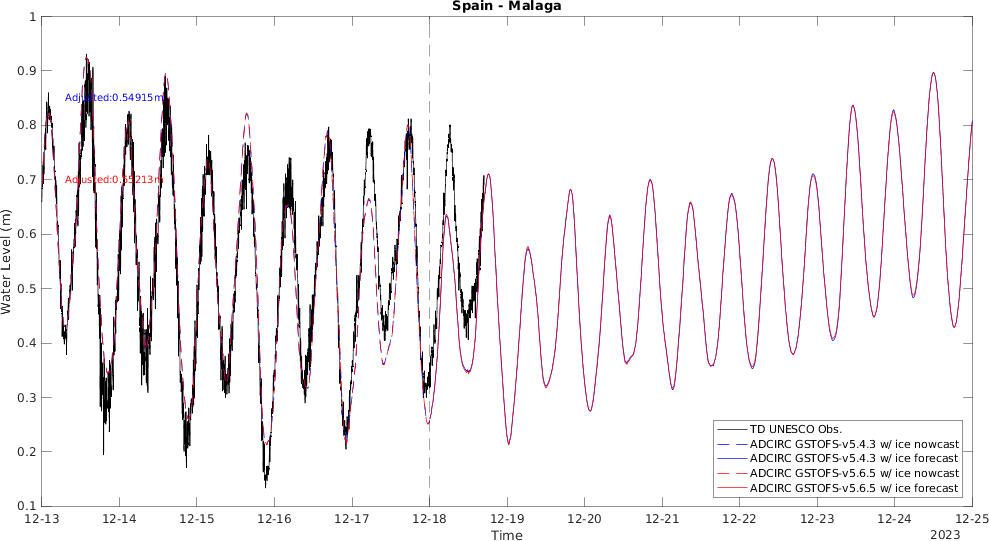 Spain - Malaga
1
0.9
0.8
0.7
0.6
0.5
0.4
0.3
0.2
0.1
Water Level (m)
Adjusted:0.54915m
Adjusted:0.55213m
TD UNESCO Obs.
ADCIRC GSTOFS-v5.4.3 w/ ice nowcast
ADCIRC GSTOFS-v5.4.3 w/ ice forecast
ADCIRC GSTOFS-v5.6.5 w/ ice nowcast
ADCIRC GSTOFS-v5.6.5 w/ ice forecast
12-13 12-14 12-15 12-16 12-17 12-18 12-19 12-20 12-21 12-22 12-23 12-24 12-25
Time
2023